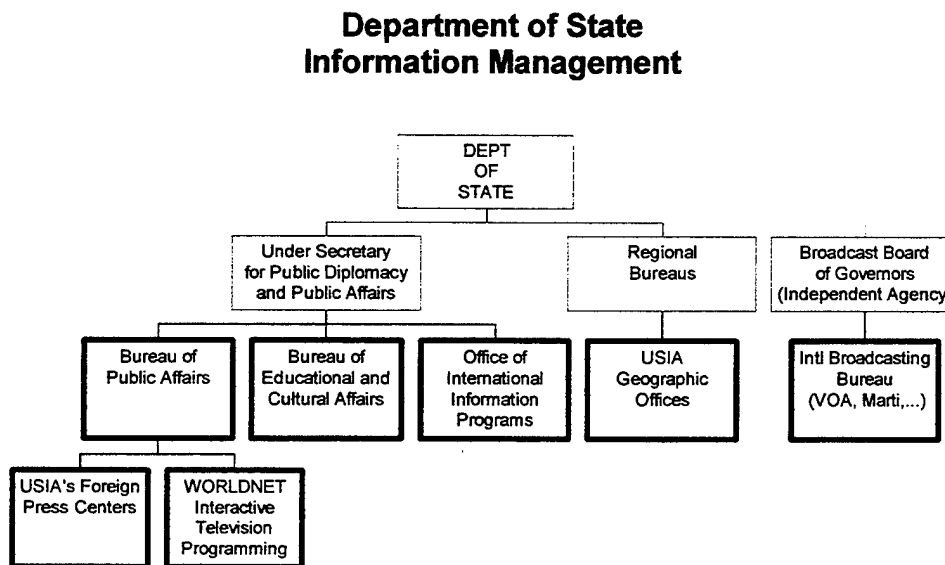 Department of State
Information Management
DEPT
OF
STATE
Under Secretary
for Public Diplomacy
and Public Affairs
Regional
Bureaus
Broadcast Board
of Governors
(Independent Agency
Bureau of
Public Affairs
Bureau of
Educational and
Cultural Affairs
Office of
International
Information
Programs
USIA
Geographic
Offices
Intl Broadcasting
Bureau
(VOA, Marti,...)
USIA's Foreign
Press Centers
WORLDNET
Interactive
Television
Programming